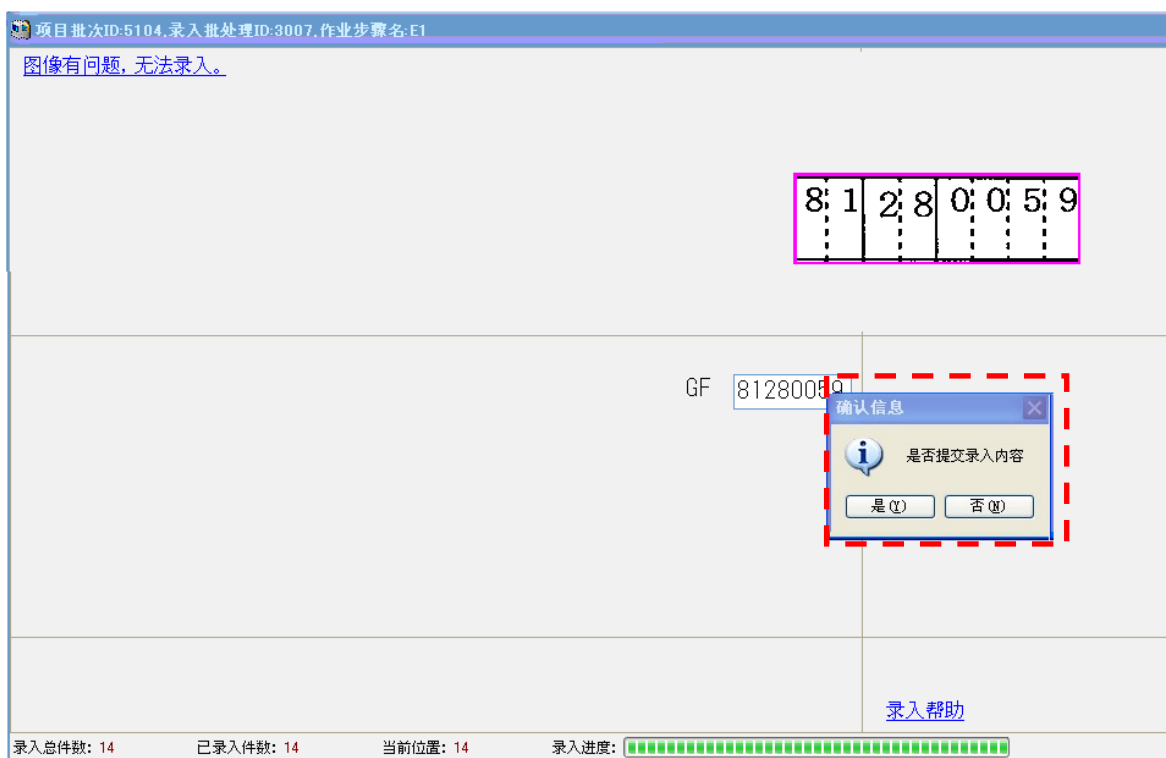 项目批次ID:5104,录入批处理ID:3007,作业步骤名:E1
图像有问题, 无法录入。
8 1 2 8 0 0 5 9
GF 81280059
确认信息
是否提交录入内容
是(Y) 否(N)
录入帮助
录入总件数: 14 已录入件数: 14 当前位置: 14 录入进度: